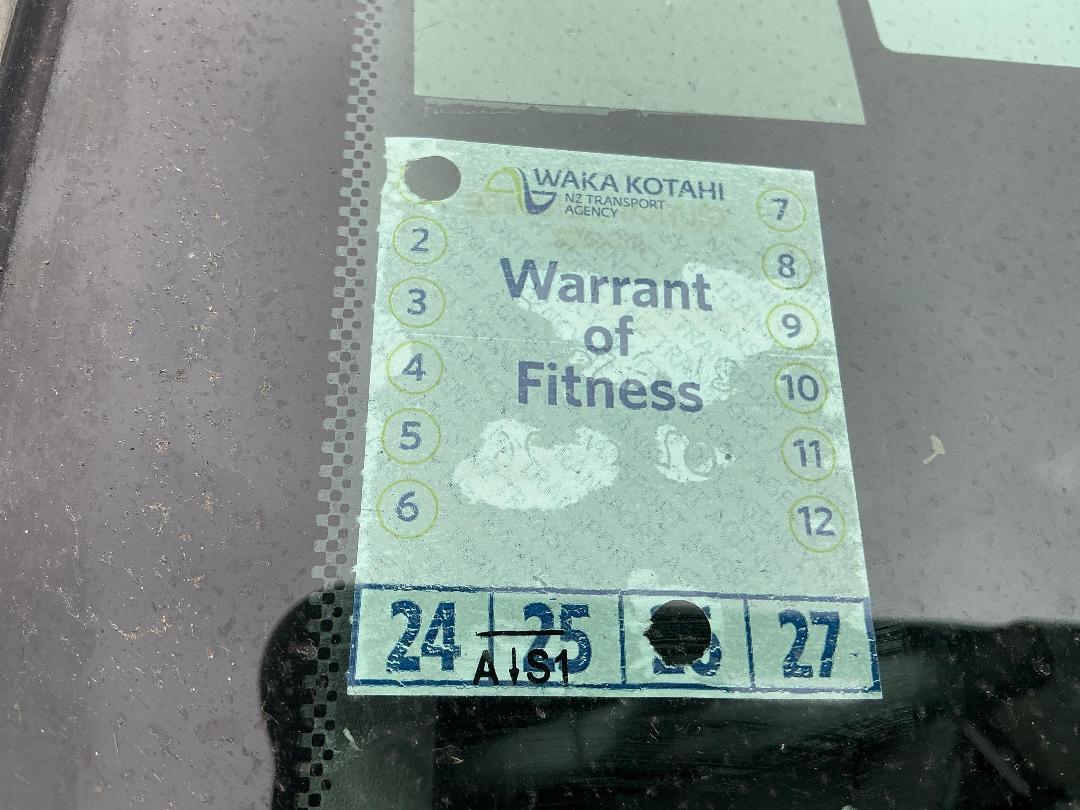 WAKA KOTAHI
NZ TRANSPORT
AGENCY
Warrant
of
Fitness
2
3
4
5
6
7
8
9
10
11
12
24 25 27
A↓S1